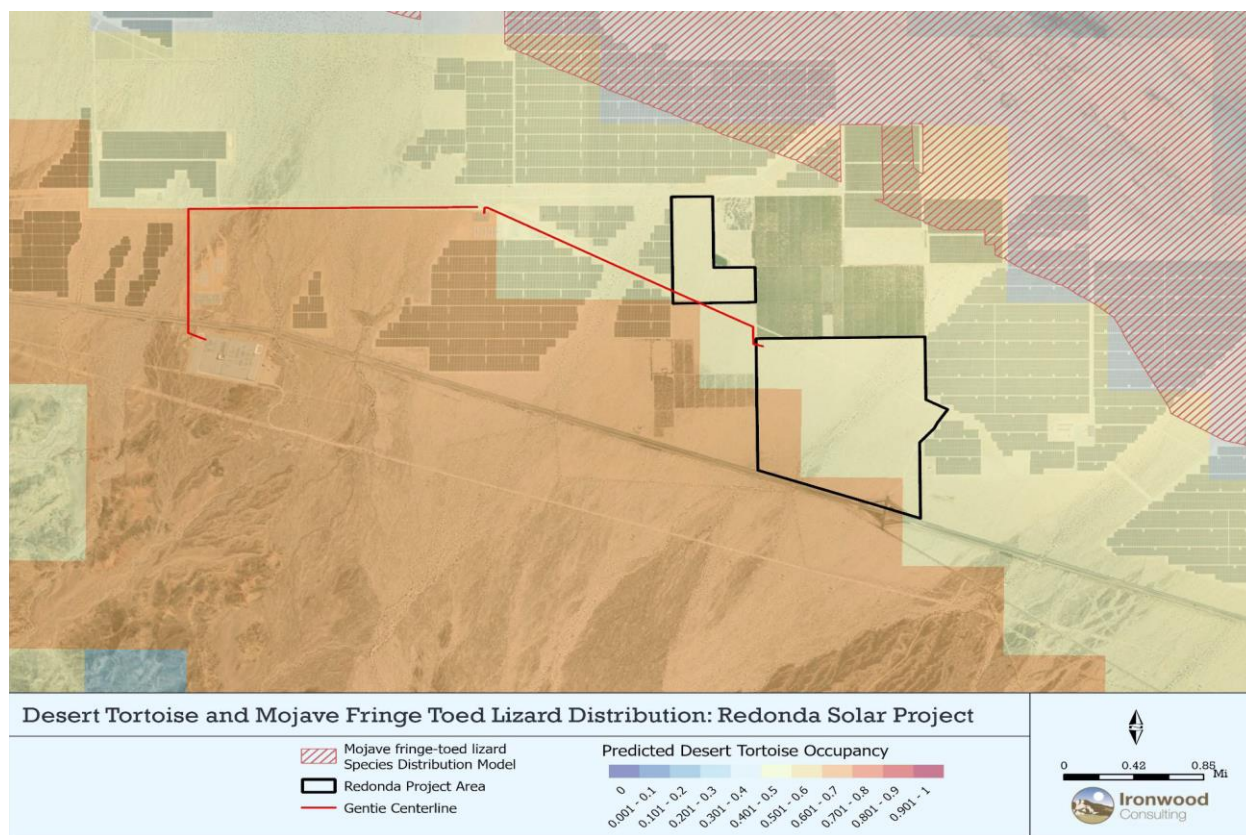 Desert Tortoise and Mojave Fringe Toed Lizard Distribution: Redonda Solar Project
Mojave fringe-toed lizard
Species Distribution Model
Redonda Project Area
Gentie Centerline
Predicted Desert Tortoise Occupancy
0
0.001 - 0.1
0.101 - 0.2
0.201 - 0.3
0.301 - 0.4
0.401 - 0.5
0.501 - 0.6
0.601 - 0.7
0.701 - 0.8
0.801 - 0.9
0.901 - 1
N
0 0.42 0.85
Mi
Ironwood
Consulting